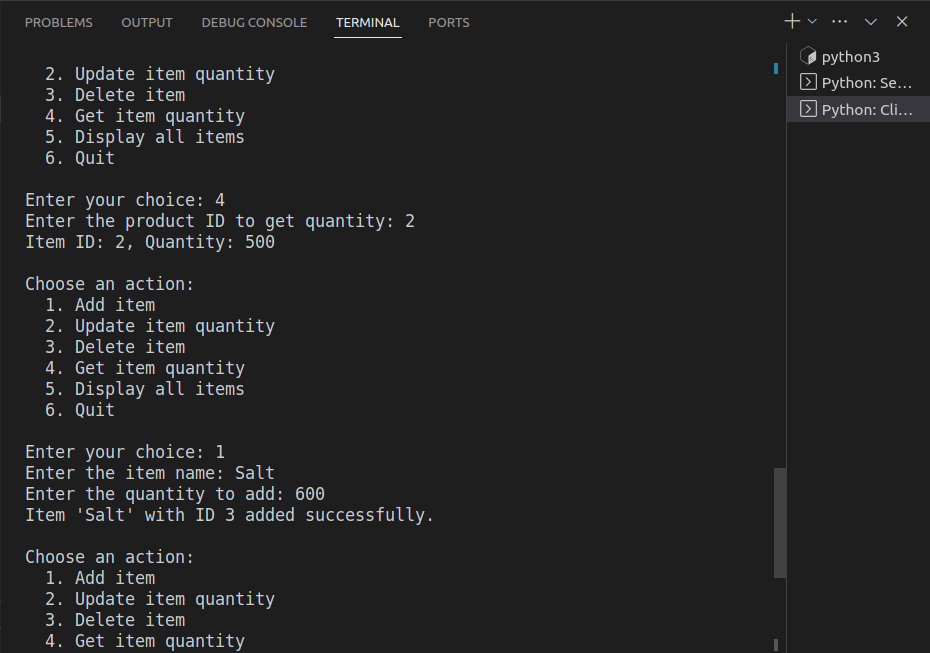 PROBLEMS OUTPUT DEBUG CONSOLE TERMINAL PORTS
2. Update item quantity
3. Delete item
4. Get item quantity
5. Display all items
6. Quit
Enter your choice: 4
Enter the product ID to get quantity: 2
Item ID: 2, Quantity: 500
Choose an action:
1. Add item
2. Update item quantity
3. Delete item
4. Get item quantity
5. Display all items
6. Quit
Enter your choice: 1
Enter the item name: Salt
Enter the quantity to add: 600
Item 'Salt' with ID 3 added successfully.
Choose an action:
1. Add item
2. Update item quantity
3. Delete item
4. Get item quantity
python3
Python: Se...
Python: Cli...